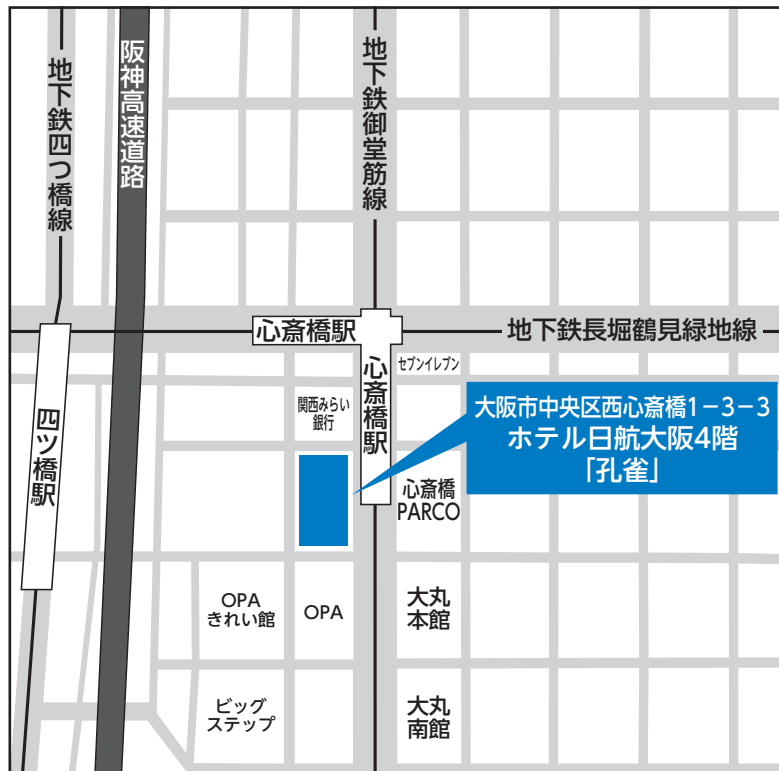 地下鉄四つ橋線
阪神高速道路
地下鉄御堂筋線
心斎橋駅
地下鉄長堀鶴見緑地線
四ツ橋駅
心斎橋駅
セブンイレブン
関西みらい
銀行
大阪市中央区西心斎橋1－3－3
ホテル日航大阪4階
「孔雀」
心斎橋
PARCO
OPA
きれい館
OPA
大丸
本館
ビッグ
ステップ
大丸
南館